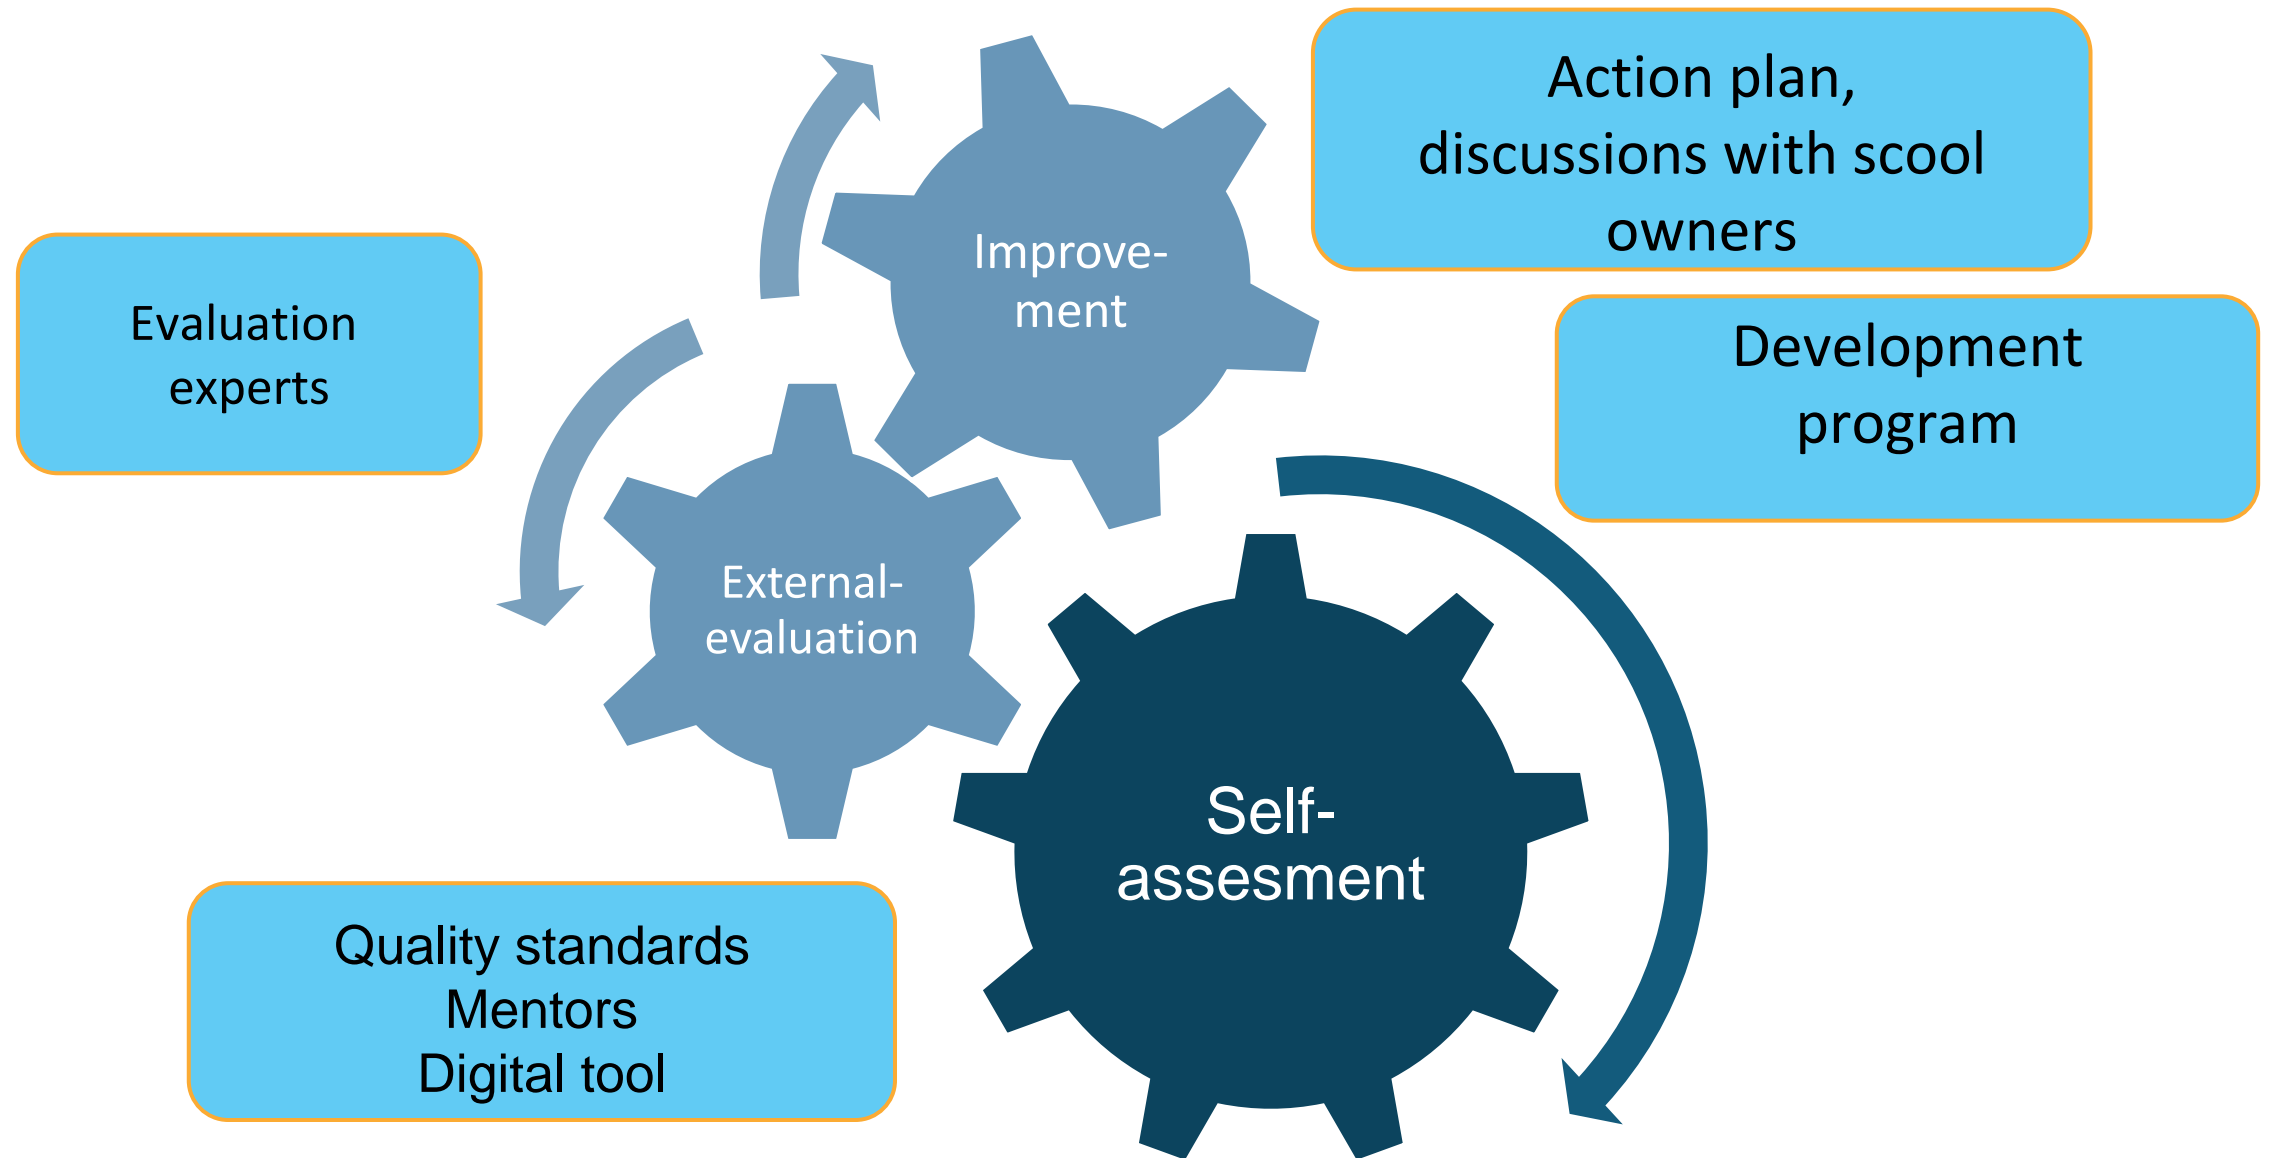 Action plan,
discussions with scool
owners
Improve-
ment
Evaluation
experts
Development
program
External-
evaluation
Self-
assesment
Quality standards
Mentors
Digital tool